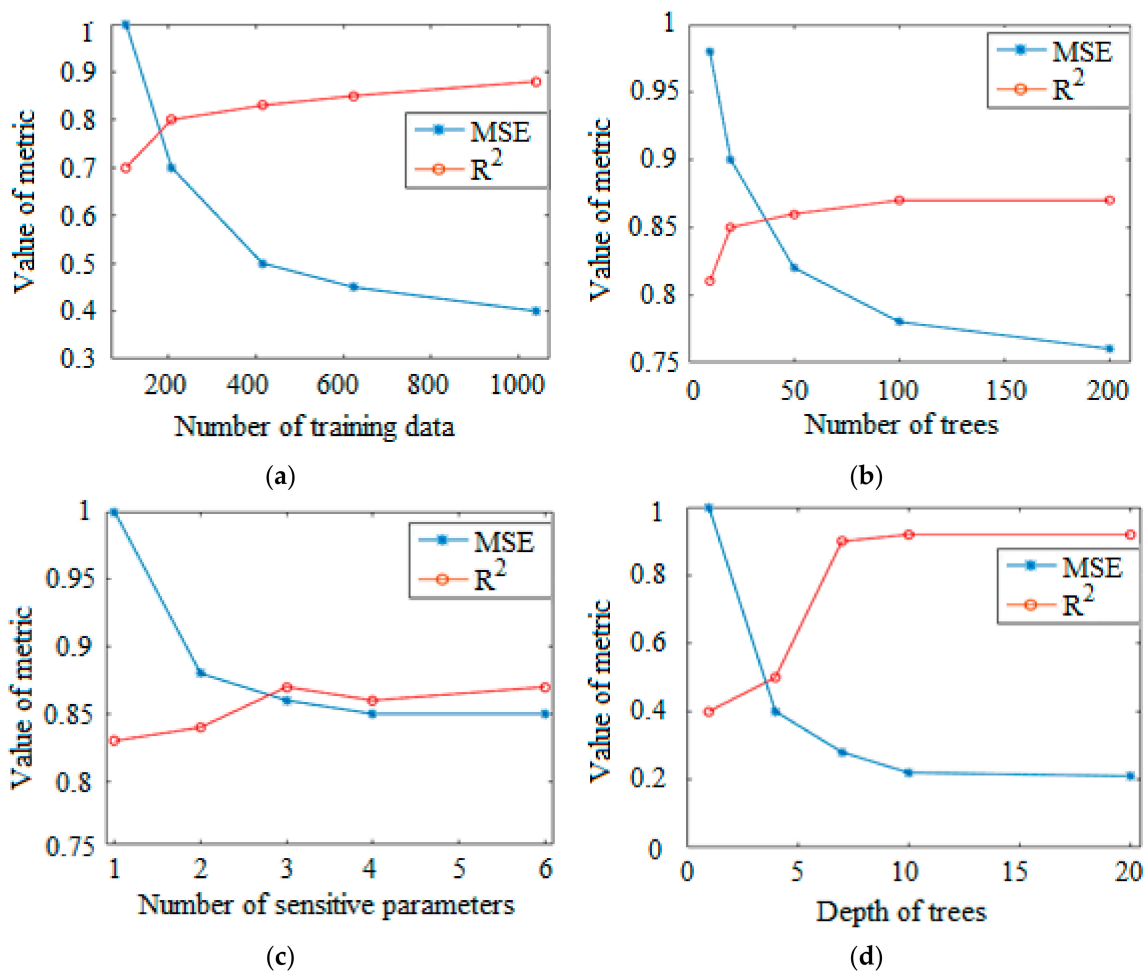 1
0.9
0.8
0.7
0.6
0.5
0.4
0.3
Value of metric
MSE
R²
200 400 600 800 1000
Number of training data
(a)
1
0.95
0.9
0.85
0.8
0.75
Value of metric
MSE
R²
0 50 100 150 200
Number of trees
(b)
1
0.95
0.9
0.85
0.8
0.75
Value of metric
MSE
R²
1 2 3 4 5 6
Number of sensitive parameters
(c)
1
0.8
0.6
0.4
0.2
0
Value of metric
MSE
R²
0 5 10 15 20
Depth of trees
(d)